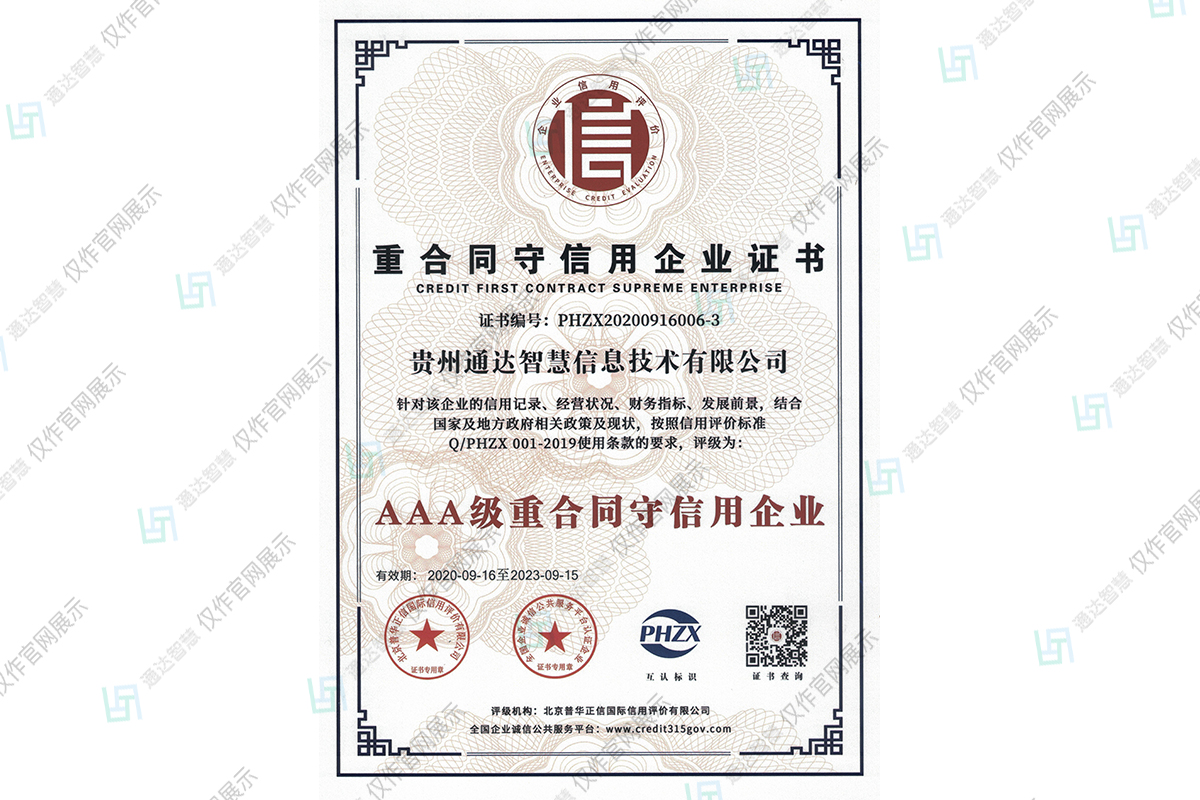 企业信用评价
信
ENTERPRISE CREDIT EVALUATION
重合同守信用企业证书
CREDIT FIRST CONTRACT SUPREME ENTERPRISE
证书编号：PHZX20200916006-3
贵州通达智慧信息技术有限公司
针对该企业的信用记录、经营状况、财务指标、发展前景，结合
国家及地方政府相关政策及现状，按照信用评价标准
Q/PHZX 001-2019使用条款的要求，评级为：
AAA级重合同守信用企业
有效期： 2020-09-16至2023-09-15
北京普华正信国际信用评价有限公司
证书专用章
全国企业诚信公共服务平台认证企业
证书专用章
PHZX
互认标识
证书查询
评级机构：北京普华正信国际信用评价有限公司
全国企业诚信公共服务平台：www.credit315gov.com
通达智慧 仅作官网展示